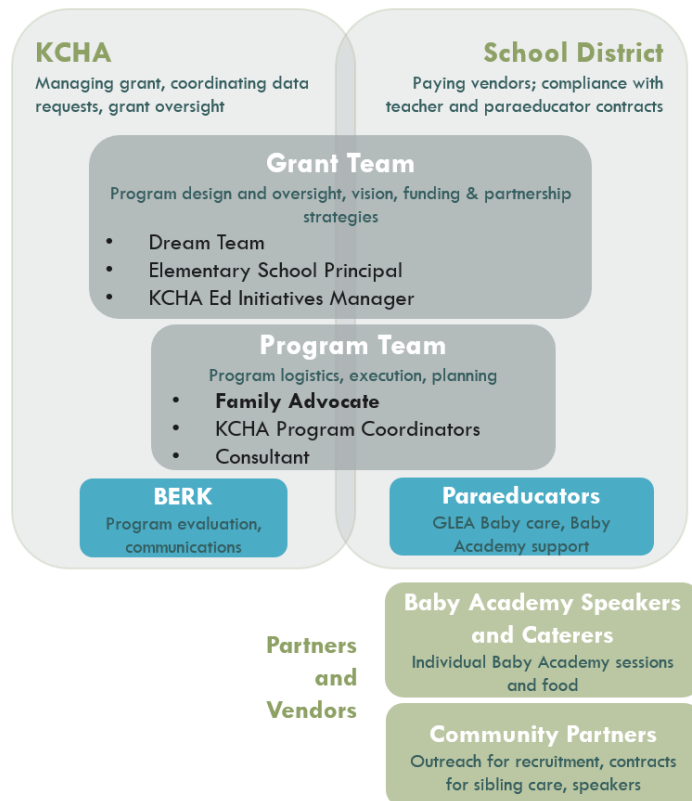 KCHA
Managing grant, coordinating data
requests, grant oversight
School District
Paying vendors; compliance with
teacher and paraeducator contracts
Grant Team
Program design and oversight, vision, funding & partnership
strategies
• Dream Team
• Elementary School Principal
• KCHA Ed Initiatives Manager
Program Team
Program logistics, execution, planning
• Family Advocate
• KCHA Program Coordinators
• Consultant
BERK
Program evaluation,
communications
Paraeducators
GLEA Baby care, Baby
Academy support
Partners
and
Vendors
Baby Academy Speakers
and Caterers
Individual Baby Academy sessions
and food
Community Partners
Outreach for recruitment, contracts
for sibling care, speakers